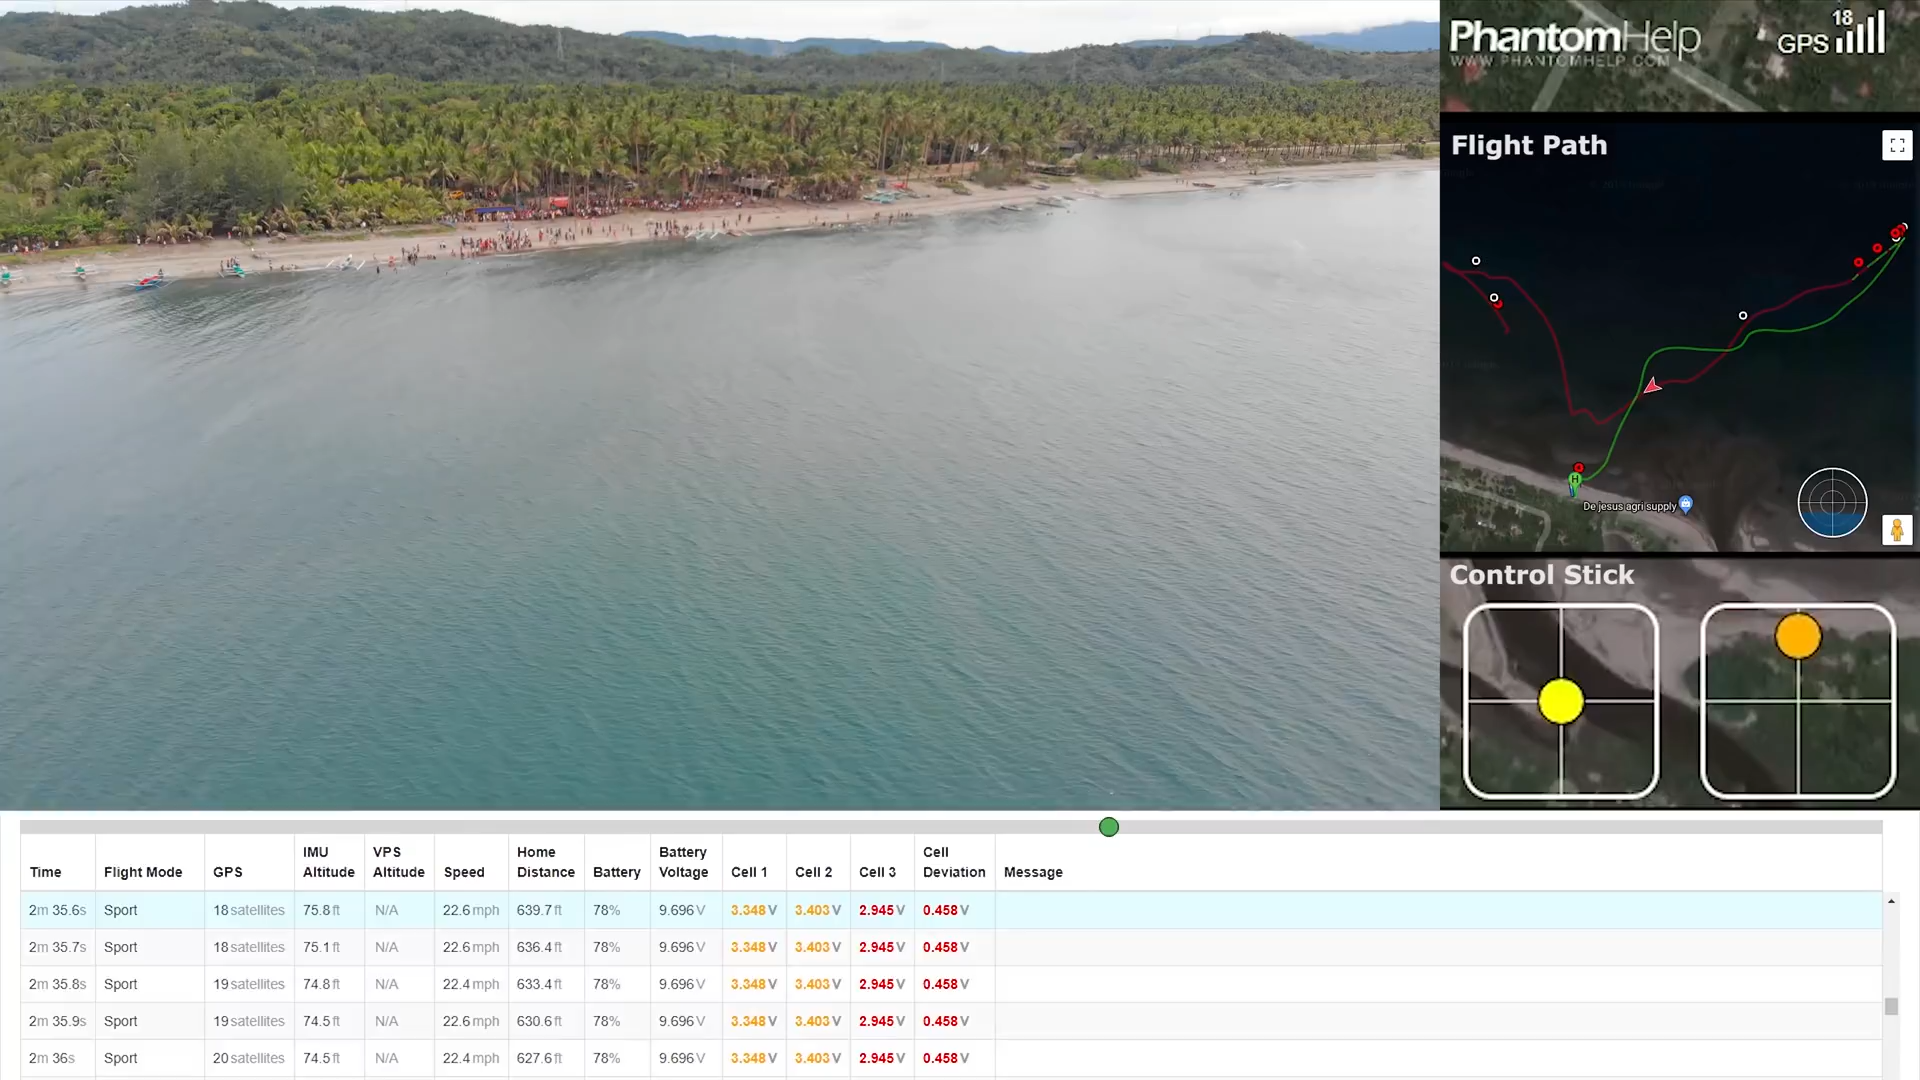 PhantomHelp
WWW.PHANTOMHELP.COM
18
GPS
Flight Path
H
De jesus agri supply
Control Stick
Time Flight Mode GPS IMU Altitude VPS Altitude Speed Home Distance Battery Battery Voltage Cell 1 Cell 2 Cell 3 Cell Deviation Message
2m 35.6s Sport 18 satellites 75.8 ft N/A 22.6 mph 639.7 ft 78% 9.696 V 3.348 V 3.403 V 2.945 V 0.458 V
2m 35.7s Sport 18 satellites 75.1 ft N/A 22.6 mph 636.4 ft 78% 9.696 V 3.348 V 3.403 V 2.945 V 0.458 V
2m 35.8s Sport 19 satellites 74.8 ft N/A 22.4 mph 633.4 ft 78% 9.696 V 3.348 V 3.403 V 2.945 V 0.458 V
2m 35.9s Sport 19 satellites 74.5 ft N/A 22.6 mph 630.6 ft 78% 9.696 V 3.348 V 3.403 V 2.945 V 0.458 V
2m 36s Sport 20 satellites 74.5 ft N/A 22.4 mph 627.6 ft 78% 9.696 V 3.348 V 3.403 V 2.945 V 0.458 V